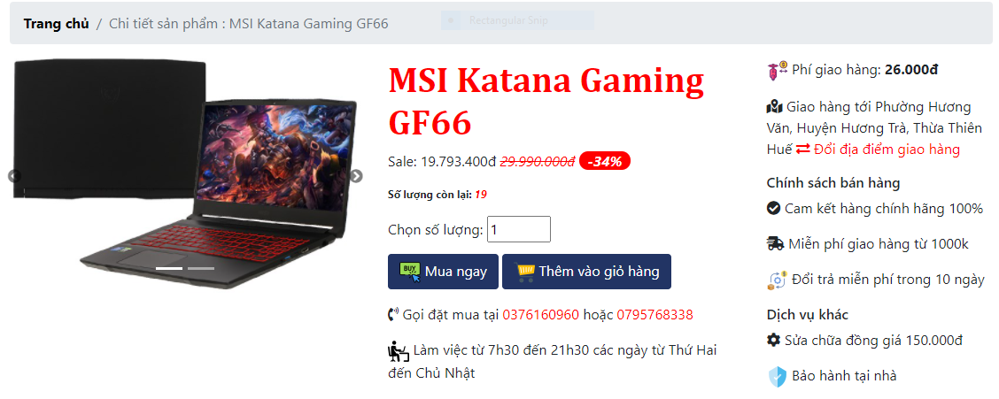 Trang chủ / Chi tiết sản phẩm : MSI Katana Gaming GF66
Rectangular Snip
MSI Katana Gaming
GF66
Sale: 19.793.400đ 29.990.000đ -34%
Số lượng còn lại: 19
Chọn số lượng: 1
BUY Mua ngay
Thêm vào giỏ hàng
Gọi đặt mua tại 0376160960 hoặc 0795768338
Làm việc từ 7h30 đến 21h30 các ngày từ Thứ Hai
đến Chủ Nhật
Phí giao hàng: 26.000đ
Giao hàng tới Phường Hương
Văn, Huyện Hương Trà, Thừa Thiên
Huế Đổi địa điểm giao hàng
Chính sách bán hàng
Cam kết hàng chính hãng 100%
Miễn phí giao hàng từ 1000k
Đổi trả miễn phí trong 10 ngày
Dịch vụ khác
Sửa chữa đồng giá 150.000đ
Bảo hành tại nhà